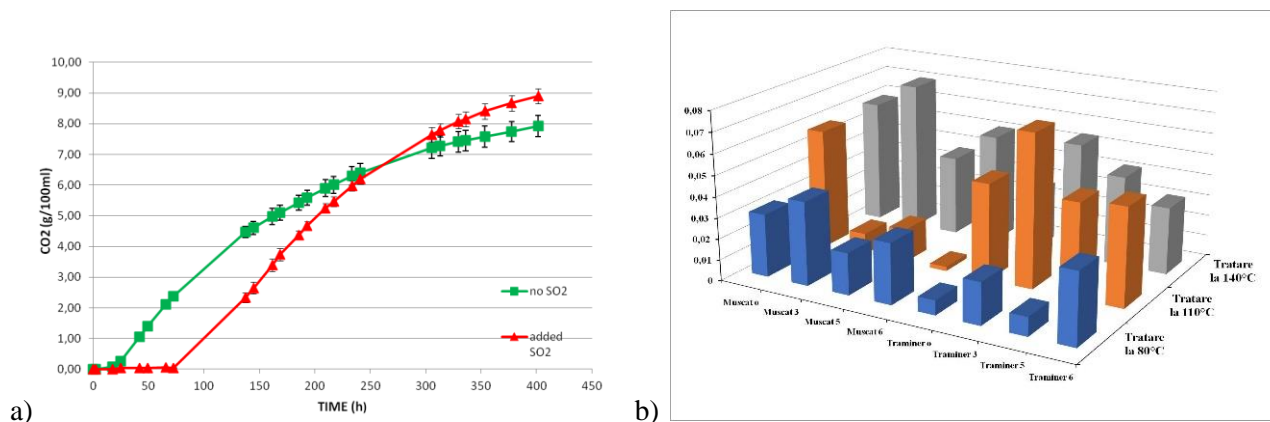 10,00
9,00
8,00
7,00
6,00
5,00
4,00
3,00
2,00
1,00
0,00
CO2 (g/100ml)
0
50
100
150
200
250
300
350
400
450
TIME (h)
no SO2
added
SO2
a)
0,08
0,07
0,06
0,05
0,04
0,03
0,02
0,01
0
Muscat 0
Muscat 3
Muscat 5
Muscat 6
Traminer 0
Traminer 3
Traminer 5
Traminer 6
Tratare
la 140°C
Tratare
la 110°C
Tratare
la 80°C
b)